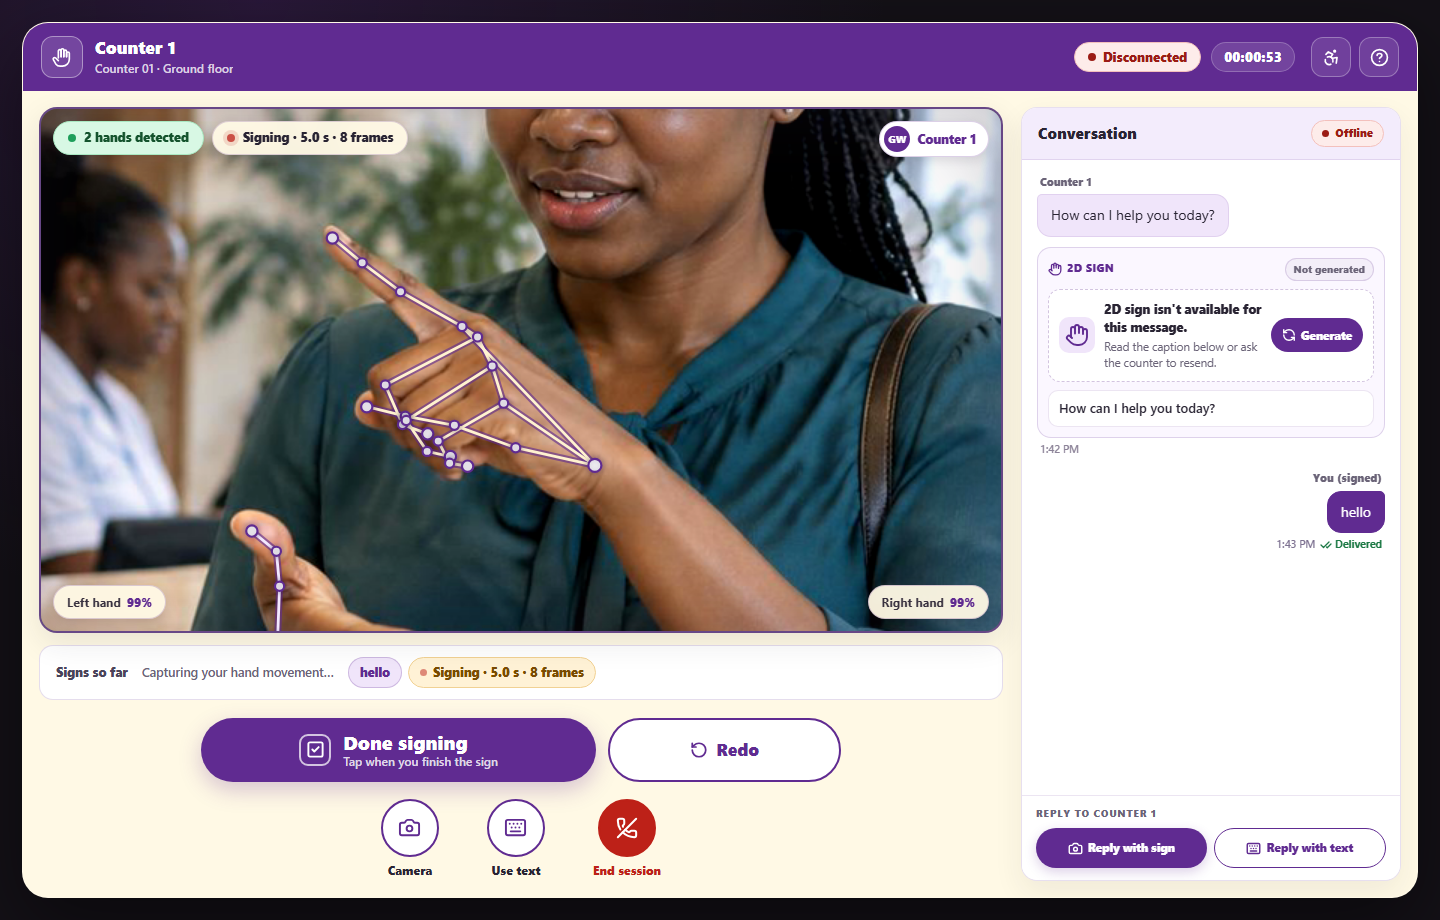 Counter 1
Counter 01 · Ground floor
Disconnected
00:00:53
2 hands detected
Signing · 5.0 s · 8 frames
GW
Counter 1
Left hand 99%
Right hand 99%
Signs so far
Capturing your hand movement...
hello
Signing · 5.0 s · 8 frames
Done signing
Tap when you finish the sign
Redo
Camera
Use text
End session
Conversation
Offline
Counter 1
How can I help you today?
2D SIGN
Not generated
2D sign isn't available for
this message.
Read the caption below or ask
the counter to resend.
Generate
How can I help you today?
1:42 PM
You (signed)
hello
1:43 PM
Delivered
REPLY TO COUNTER 1
Reply with sign
Reply with text